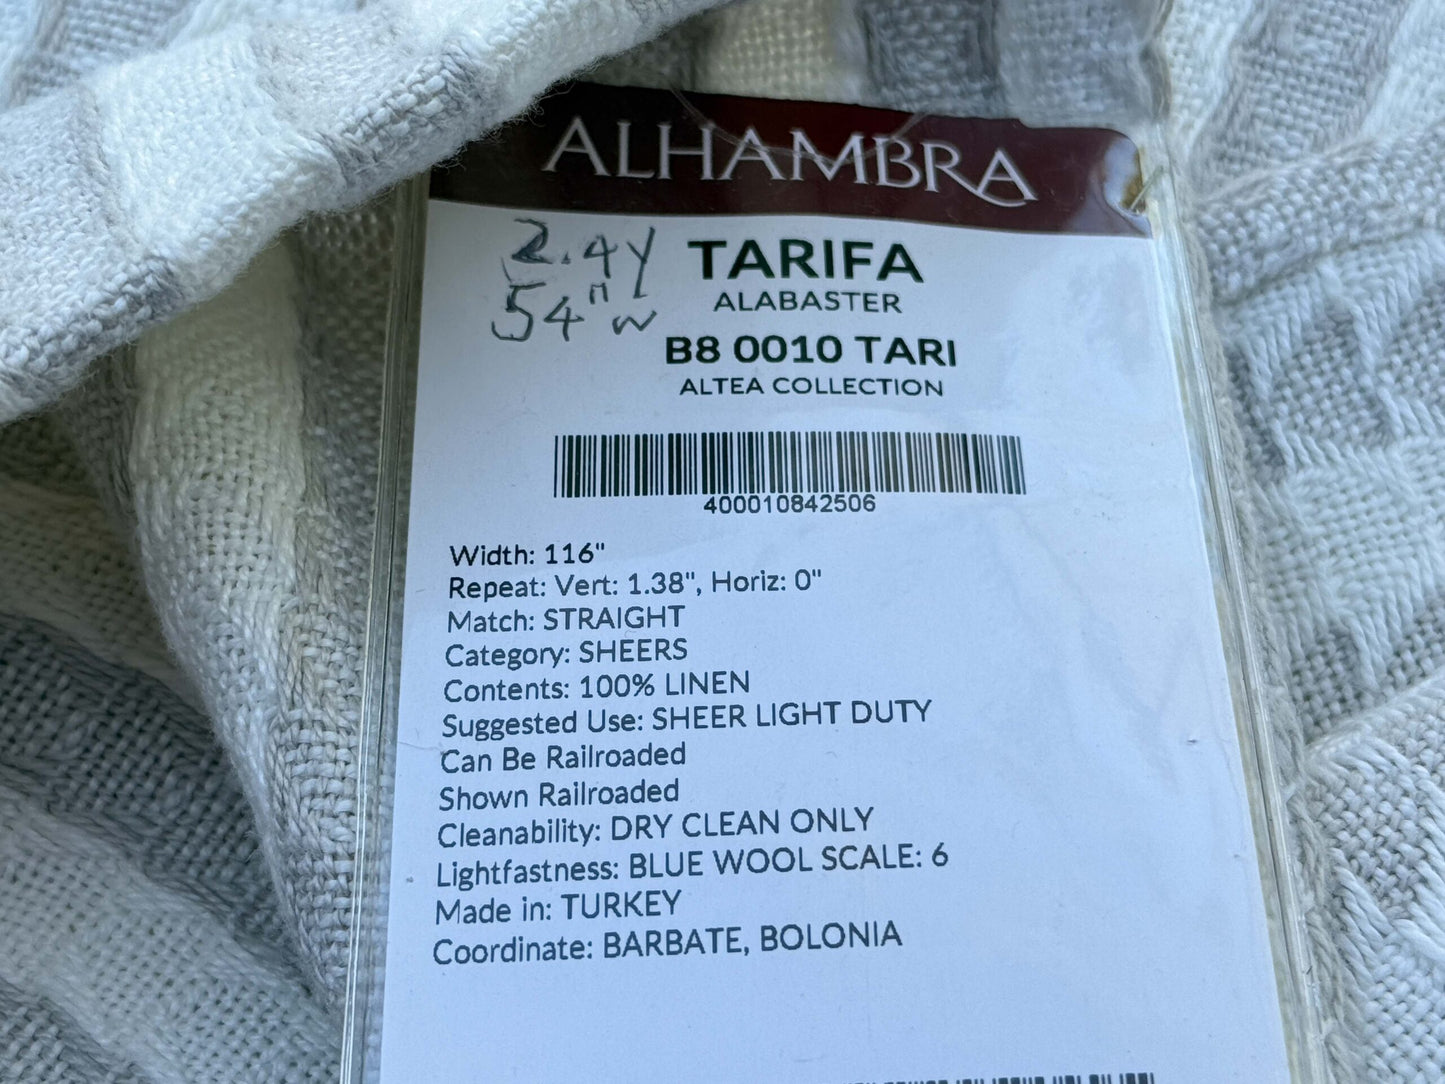 ALHAMBRA
2.4Y
54" W
TARIFA
ALABASTER
B8 0010 TARI
ALTEA COLLECTION
400010842506
Width: 116"
Repeat: Vert: 1.38", Horiz: 0"
Match: STRAIGHT
Category: SHEERS
Contents: 100% LINEN
Suggested Use: SHEER LIGHT DUTY
Can Be Railroaded
Shown Railroaded
Cleanability: DRY CLEAN ONLY
Lightfastness: BLUE WOOL SCALE: 6
Made in: TURKEY
Coordinate: BARBATE, BOLONIA